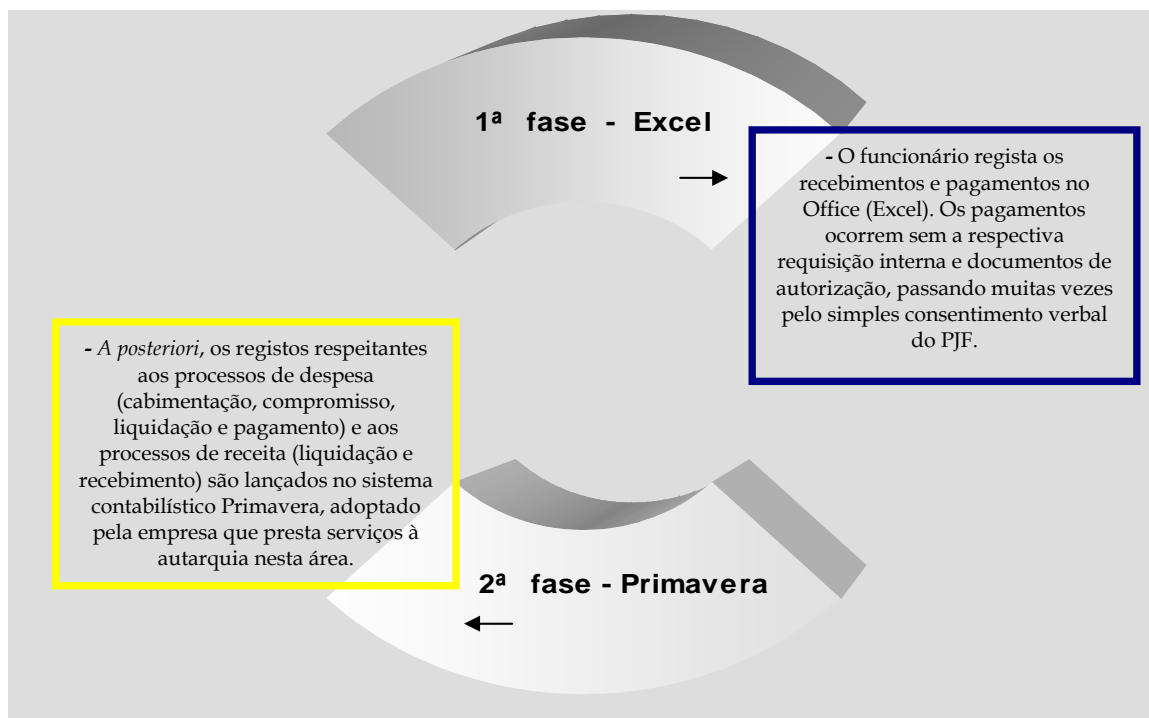 1ª fase - Excel
- O funcionário regista os
recebimentos e pagamentos no
Office (Excel). Os pagamentos
ocorrem sem a respectiva
requisição interna e documentos de
autorização, passando muitas vezes
pelo simples consentimento verbal
do PJF.
- A posteriori, os registos respeitantes
aos processos de despesa
(cabimentação, compromisso,
liquidação e pagamento) e aos
processos de receita (liquidação e
recebimento) são lançados no sistema
contabilístico Primavera, adoptado
pela empresa que presta serviços à
autarquia nesta área.
2ª fase - Primavera